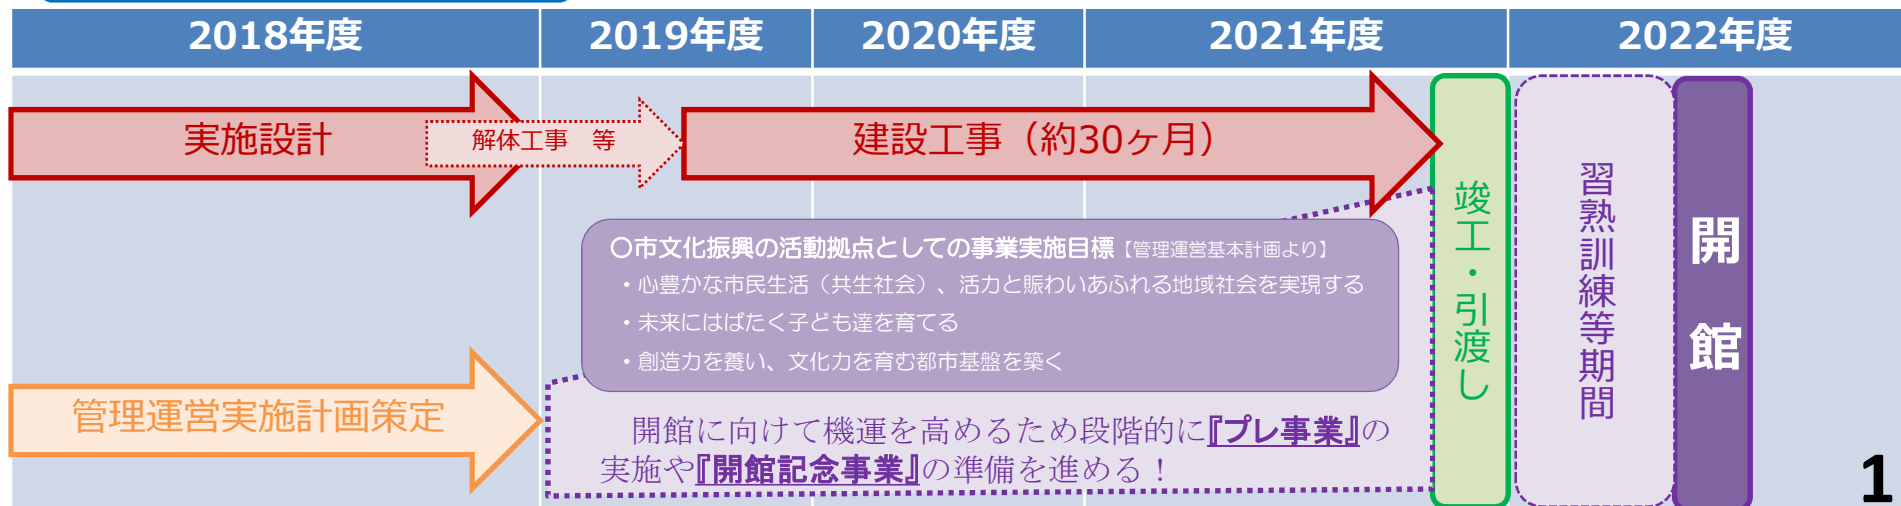 2018年度
2019年度
2020年度
2021年度
2022年度
実施設計
解体工事 等
建設工事（約30ヶ月）
〇市文化振興の活動拠点としての事業実施目標【管理運営基本計画より】
・心豊かな市民生活（共生社会）、活力と賑わいあふれる地域社会を実現する
・未来にはばたく子ども達を育てる
・創造力を養い、文化力を育む都市基盤を築く
管理運営実施計画策定
開館に向けて機運を高めるため段階的に『プレ事業』の
実施や『開館記念事業』の準備を進める！
竣工・引渡し
習熟訓練等期間
開館
1